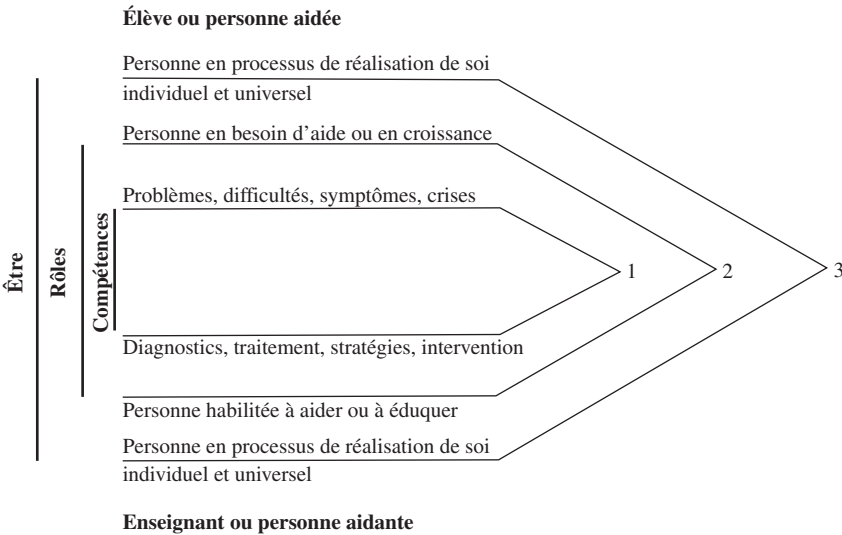 Élève ou personne aidée
Personne en processus de réalisation de soi
individuel et universel
Personne en besoin d'aide ou en croissance
Problèmes, difficultés, symptômes, crises
Être
Rôles
Compétences
1
2
3
Diagnostics, traitement, stratégies, intervention
Personne habilitée à aider ou à éduquer
Personne en processus de réalisation de soi
individuel et universel
Enseignant ou personne aidante